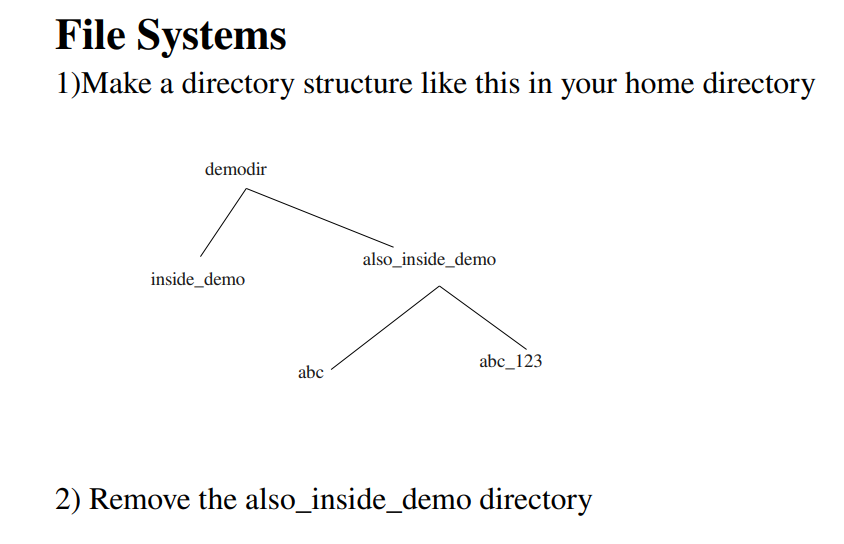 File Systems
1)Make a directory structure like this in your home directory
demodir
also_inside_demo
inside_demo
abc_123
abc
2) Remove the also_inside_demo directory